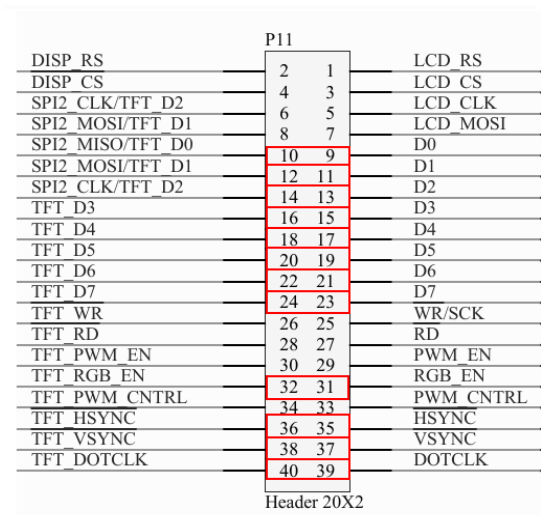 P11
DISP_RS 2 1 LCD_RS
DISP_CS 4 3 LCD_CS
SPI2_CLK/TFT_D2 6 5 LCD_CLK
SPI2_MOSI/TFT_D1 8 7 LCD_MOSI
SPI2_MISO/TFT_D0 10 9 D0
SPI2_MOSI/TFT_D1 12 11 D1
SPI2_CLK/TFT_D2 14 13 D2
TFT_D3 16 15 D3
TFT_D4 18 17 D4
TFT_D5 20 19 D5
TFT_D6 22 21 D6
TFT_D7 24 23 D7
TFT_WR 26 25 WR/SCK
TFT_RD 28 27 RD
TFT_PWM_EN 30 29 PWM_EN
TFT_RGB_EN 32 31 RGB_EN
TFT_PWM_CNTRL 34 33 PWM_CNTRL
TFT_HSYNC 36 35 HSYNC
TFT_VSYNC 38 37 VSYNC
TFT_DOTCLK 40 39 DOTCLK
Header 20X2